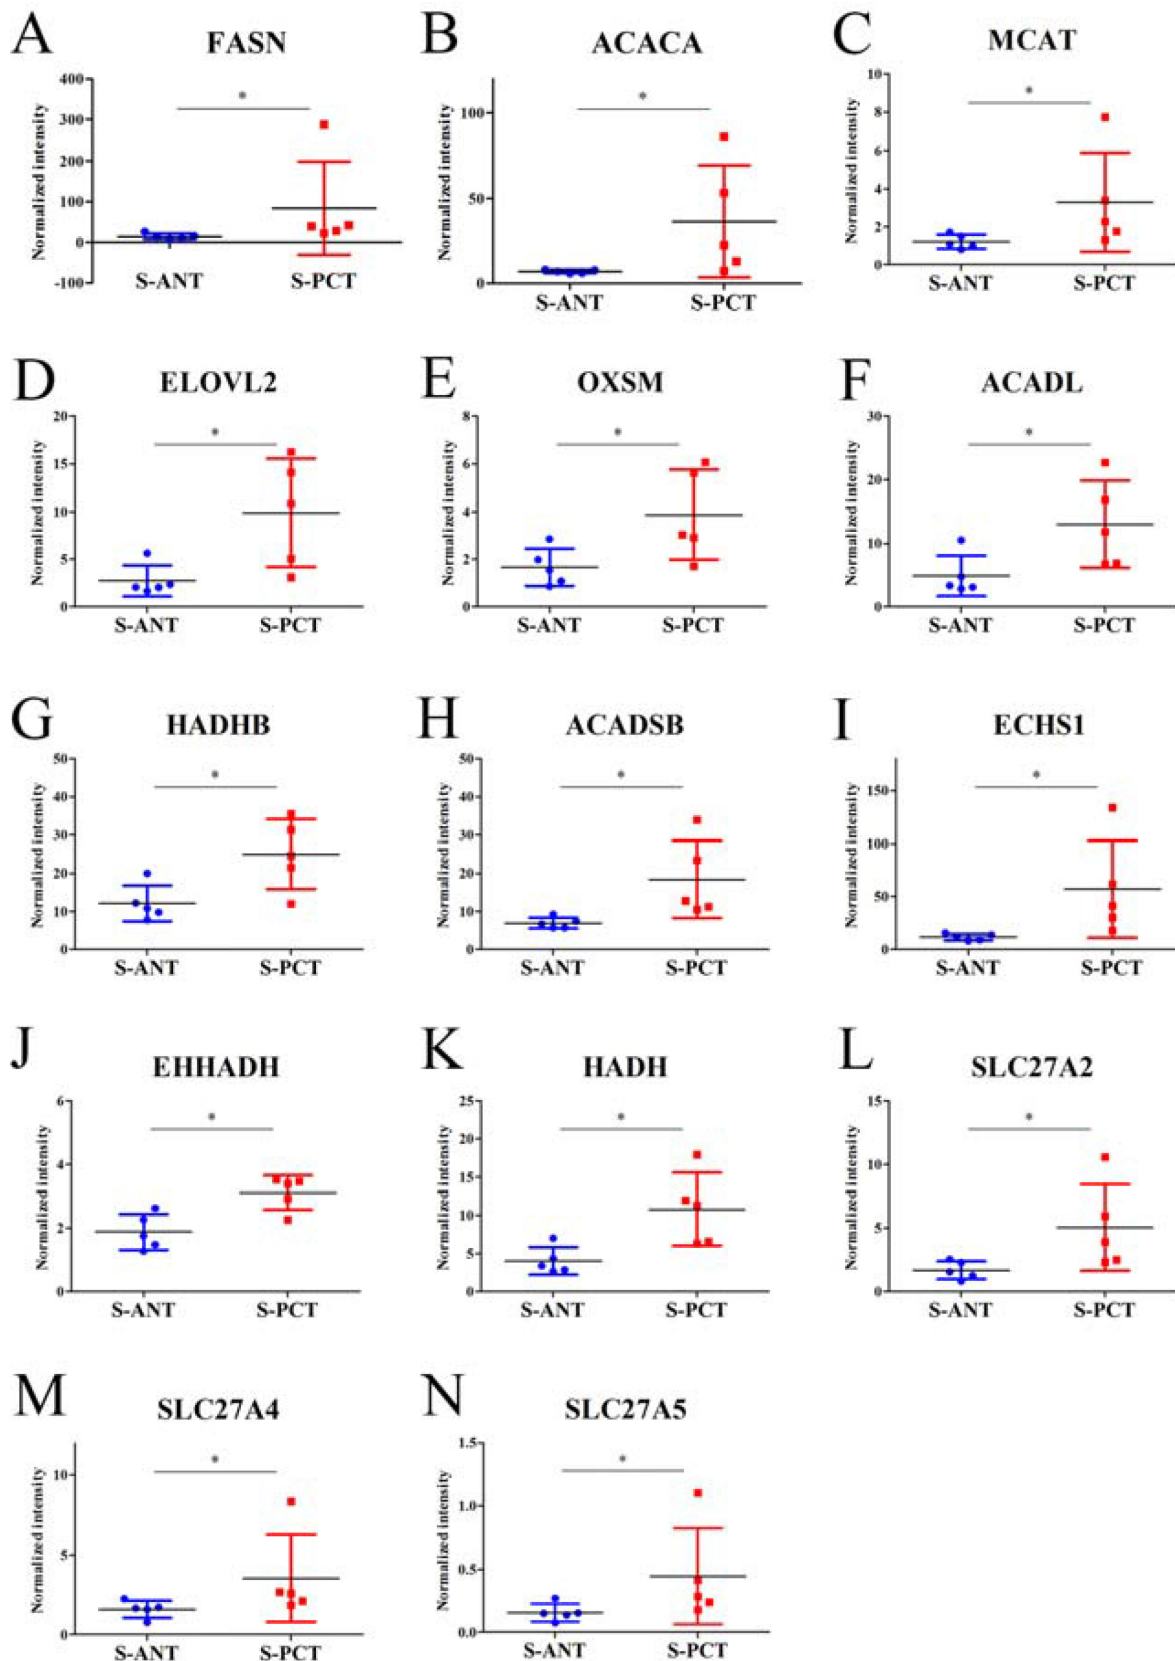 A FASN
B ACACA
C MCAT
Normalized intensity
400
300
200
100
0
-100
S-ANT S-PCT
*
Normalized intensity
100
50
0
S-ANT S-PCT
*
Normalized intensity
10
8
6
4
2
0
S-ANT S-PCT
*
D ELOVL2
E OXSM
F ACADL
Normalized intensity
20
15
10
5
0
S-ANT S-PCT
*
Normalized intensity
8
6
4
2
0
S-ANT S-PCT
*
Normalized intensity
30
20
10
0
S-ANT S-PCT
*
G HADHB
H ACADSB
I ECHS1
Normalized intensity
50
40
30
20
10
0
S-ANT S-PCT
*
Normalized intensity
50
40
30
20
10
0
S-ANT S-PCT
*
Normalized intensity
150
100
50
0
S-ANT S-PCT
*
J EHHADH
K HADH
L SLC27A2
Normalized intensity
6
4
2
0
S-ANT S-PCT
*
Normalized intensity
25
20
15
10
5
0
S-ANT S-PCT
*
Normalized intensity
15
10
5
0
S-ANT S-PCT
*
M SLC27A4
N SLC27A5
Normalized intensity
10
5
0
S-ANT S-PCT
*
Normalized intensity
1.5
1.0
0.5
0.0
S-ANT S-PCT
*